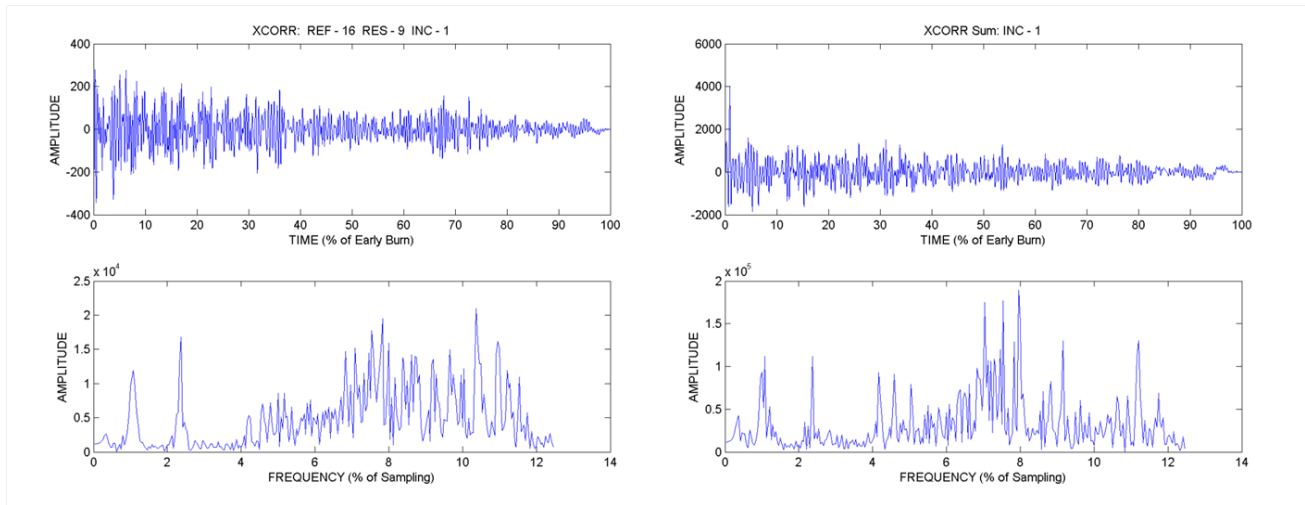 XCORR: REF - 16 RES - 9 INC - 1
400
200
0
-200
-400
AMPLITUDE
0 10 20 30 40 50 60 70 80 90 100
TIME (% of Early Burn)
XCORR Sum: INC - 1
6000
4000
2000
0
-2000
AMPLITUDE
0 10 20 30 40 50 60 70 80 90 100
TIME (% of Early Burn)
x 10^4
2.5
2
1.5
1
0.5
0
AMPLITUDE
0 2 4 6 8 10 12 14
FREQUENCY (% of Sampling)
x 10^5
2
1.5
1
0.5
0
AMPLITUDE
0 2 4 6 8 10 12 14
FREQUENCY (% of Sampling)